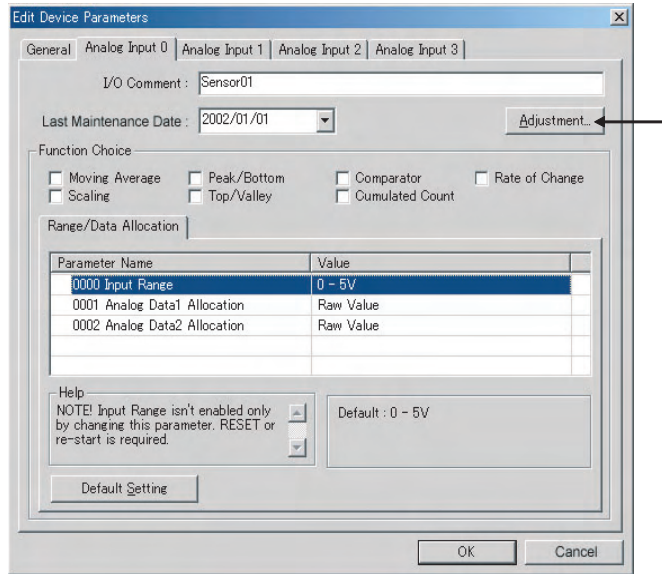 Edit Device Parameters
General Analog Input 0 Analog Input 1 Analog Input 2 Analog Input 3
I/O Comment : Sensor01
Last Maintenance Date : 2002/01/01 Adjustment...
Function Choice
Moving Average Peak/Bottom Comparator Rate of Change
Scaling Top/Valley Cumulated Count
Range/Data Allocation
Parameter Name Value
0000 Input Range 0 - 5V
0001 Analog Data1 Allocation Raw Value
0002 Analog Data2 Allocation Raw Value
Help
NOTE! Input Range isn't enabled only
by changing this parameter. RESET or
re-start is required.
Default : 0 - 5V
Default Setting
OK Cancel